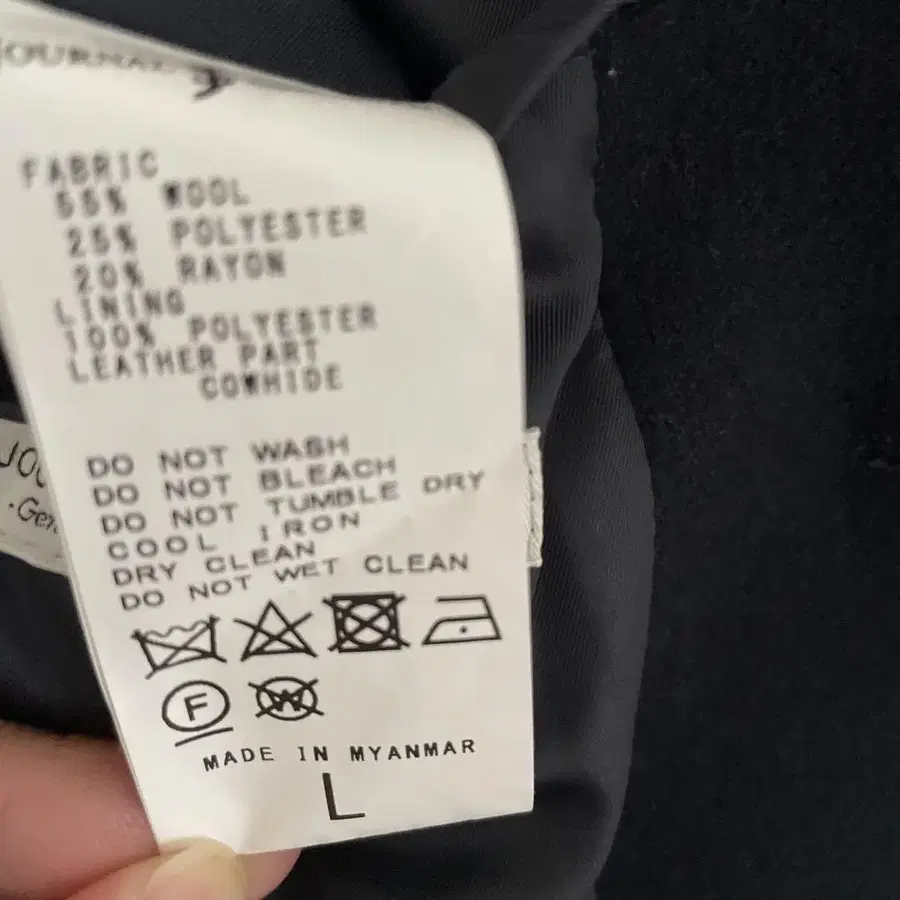 FABRIC
55% WOOL
25% POLYESTER
20% RAYON
LINING
100% POLYESTER
LEATHER PART
COWHIDE
DO NOT WASH
DO NOT BLEACH
DO NOT TUMBLE DRY
COOL IRON
DRY CLEAN
DO NOT WET CLEAN
F W
MADE IN MYANMAR
L